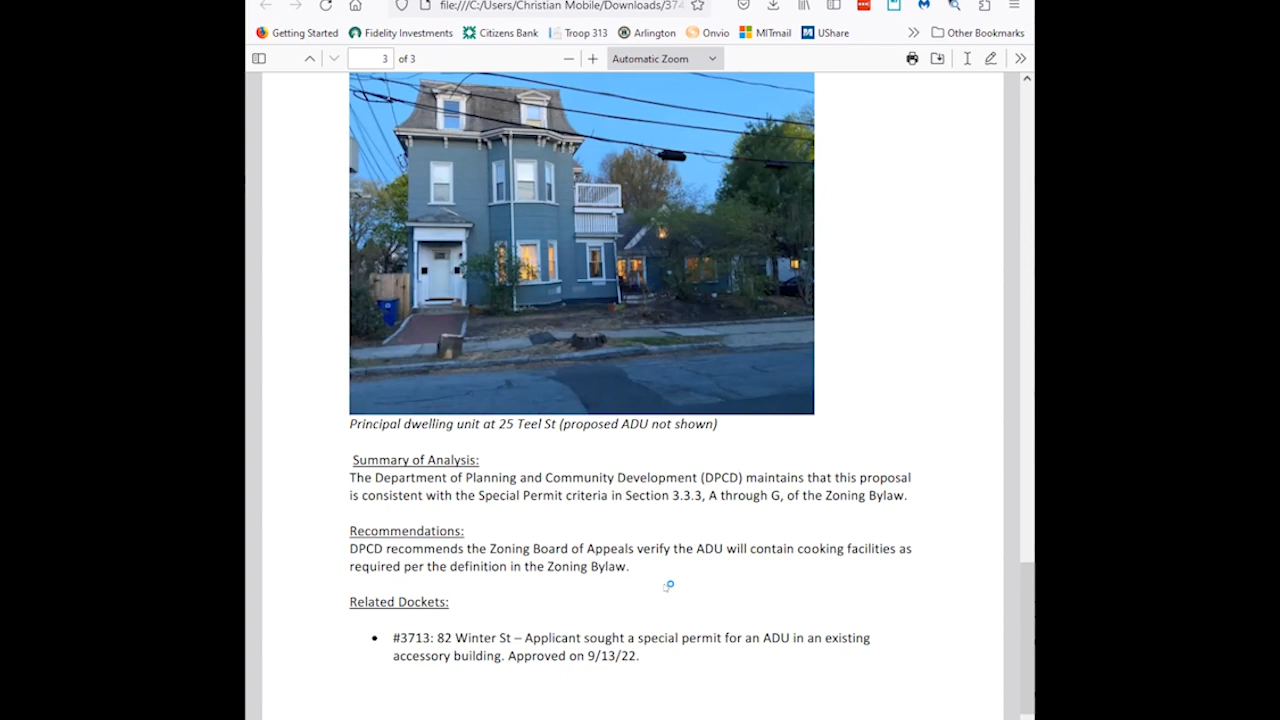 file:///C:/Users/Christian Mobile/Downloads/374
Getting Started Fidelity Investments Citizens Bank Troop 313 Arlington Onvio MITmail UShare Other Bookmarks
3 of 3 Automatic Zoom
Principal dwelling unit at 25 Teel St (proposed ADU not shown)
Summary of Analysis:
The Department of Planning and Community Development (DPCD) maintains that this proposal
is consistent with the Special Permit criteria in Section 3.3.3, A through G, of the Zoning Bylaw.
Recommendations:
DPCD recommends the Zoning Board of Appeals verify the ADU will contain cooking facilities as
required per the definition in the Zoning Bylaw.
Related Dockets:
• #3713: 82 Winter St – Applicant sought a special permit for an ADU in an existing
accessory building. Approved on 9/13/22.